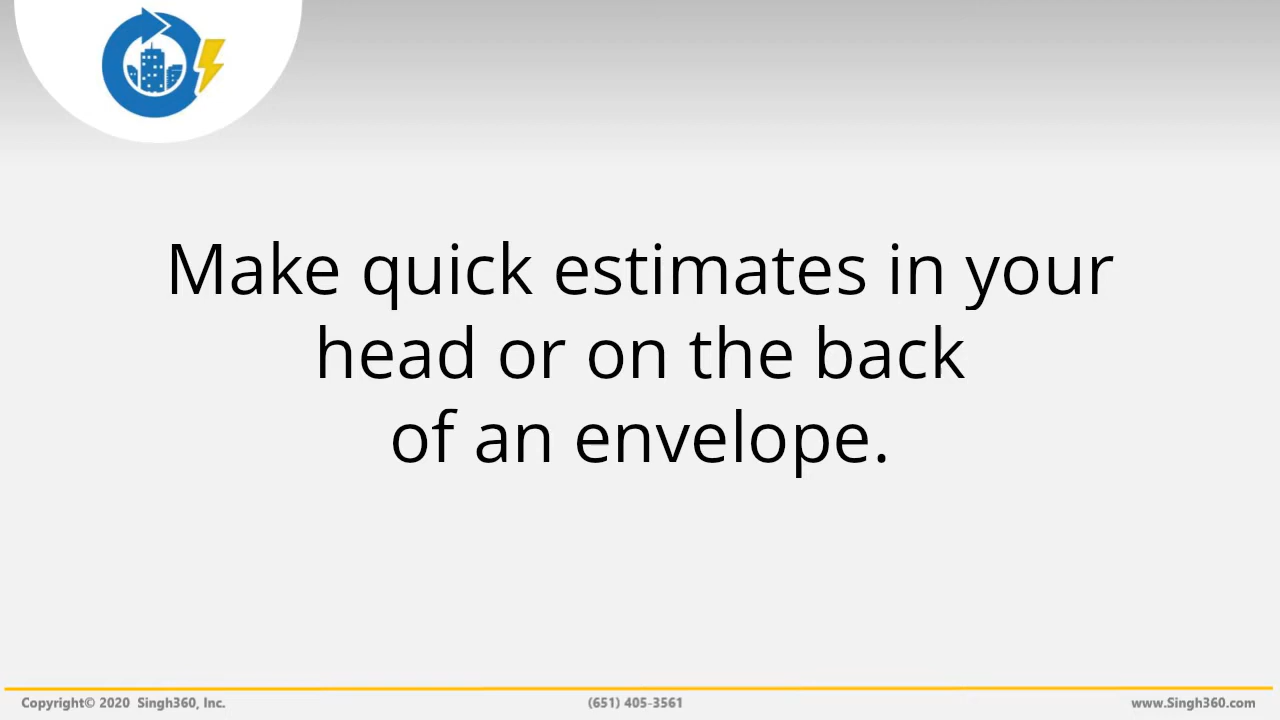 Make quick estimates in your
head or on the back
of an envelope.
Copyright© 2020 Singh360, Inc.
(651) 405-3561
www.Singh360.com